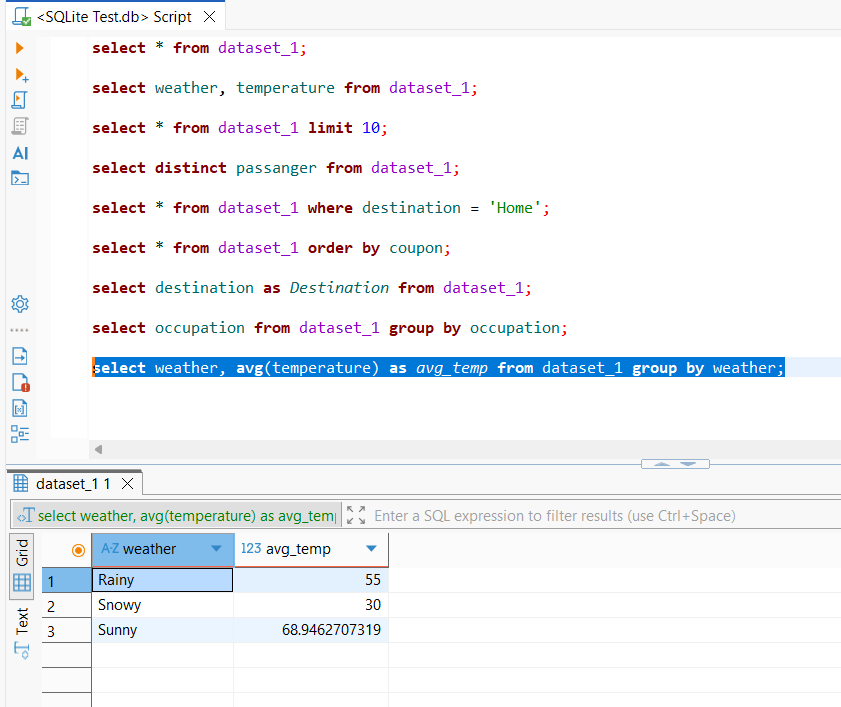 <SQLite Test.db> Script
select * from dataset_1;
select weather, temperature from dataset_1;
select * from dataset_1 limit 10;
select distinct passanger from dataset_1;
AI
select * from dataset_1 where destination = 'Home';
select * from dataset_1 order by coupon;
select destination as Destination from dataset_1;
select occupation from dataset_1 group by occupation;
select weather, avg(temperature) as avg_temp from dataset_1 group by weather;
dataset_1 1
select weather, avg(temperature) as avg_temp
Enter a SQL expression to filter results (use Ctrl+Space)
Grid
Text
A-Z weather 123 avg_temp
1 Rainy 55
2 Snowy 30
3 Sunny 68.9462707319